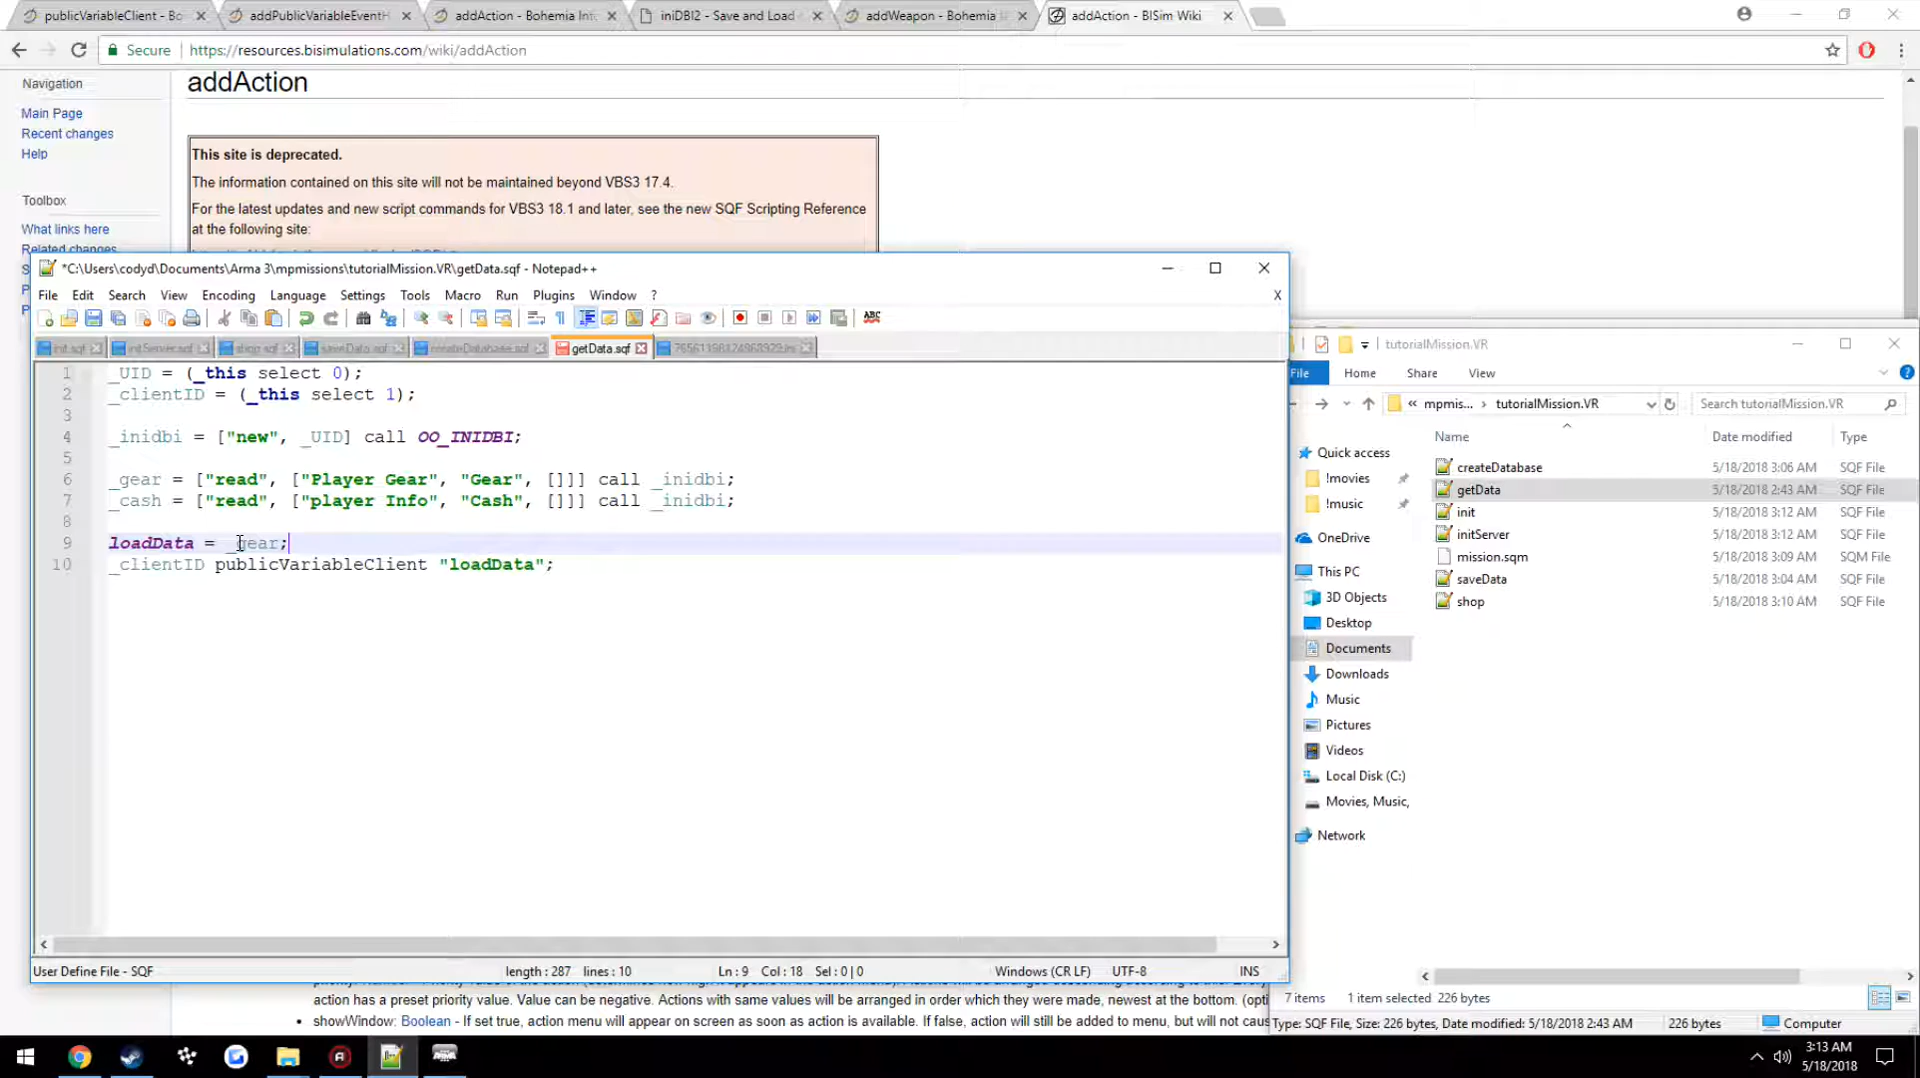 publicVariableClient - Bo
addPublicVariableEventH
addAction - Bohemia Int
iniDBI2 - Save and Load
addWeapon - Bohemia
addAction - BISim Wiki
Secure
https://resources.bisimulations.com/wiki/addAction
Navigation
Main Page
Recent changes
Help
Toolbox
What links here
Related changes
addAction
This site is deprecated.
The information contained on this site will not be maintained beyond VBS3 17.4.
For the latest updates and new script commands for VBS3 18.1 and later, see the new SQF Scripting Reference
at the following site:
*C:\Users\codyd\Documents\Arma 3\mpmissions\tutorialMission.VR\getData.sqf - Notepad++
File Edit Search View Encoding Language Settings Tools Macro Run Plugins Window ? X
ABC
init.sqf initServer.sqf shop.sqf saveData.sqf createDatabase.sqf getData.sqf
1 _UID = (_this select 0);
2 _clientID = (_this select 1);
3
4 _inidbi = ["new", _UID] call OO_INIDBI;
5
6 _gear = ["read", ["Player Gear", "Gear", []]] call _inidbi;
7 _cash = ["read", ["player Info", "Cash", []]] call _inidbi;
8
9 loadData = _gear;
10 _clientID publicVariableClient "loadData";
User Define File - SQF
length : 287 lines : 10
Ln : 9 Col : 18 Sel : 0 | 0
Windows (CR LF)
UTF-8
INS
tutorialMission.VR
File Home Share View
« mpmis... › tutorialMission.VR
Search tutorialMission.VR
Quick access
!movies
!music
OneDrive
This PC
3D Objects
Desktop
Documents
Downloads
Music
Pictures
Videos
Local Disk (C:)
Movies, Music,
Network
Name Date modified Type
createDatabase 5/18/2018 3:06 AM SQF File
getData 5/18/2018 2:43 AM SQF File
init 5/18/2018 3:12 AM SQF File
initServer 5/18/2018 3:12 AM SQF File
mission.sqm 5/18/2018 3:09 AM SQM File
saveData 5/18/2018 3:04 AM SQF File
shop 5/18/2018 3:10 AM SQF File
7 items 1 item selected 226 bytes
Type: SQF File, Size: 226 bytes, Date modified: 5/18/2018 2:43 AM
226 bytes
Computer
action has a preset priority value. Value can be negative. Actions with same values will be arranged in order which they were made, newest at the bottom. (opti
showWindow: Boolean - If set true, action menu will appear on screen as soon as action is available. If false, action will still be added to menu, but will not caus
3:13 AM
5/18/2018